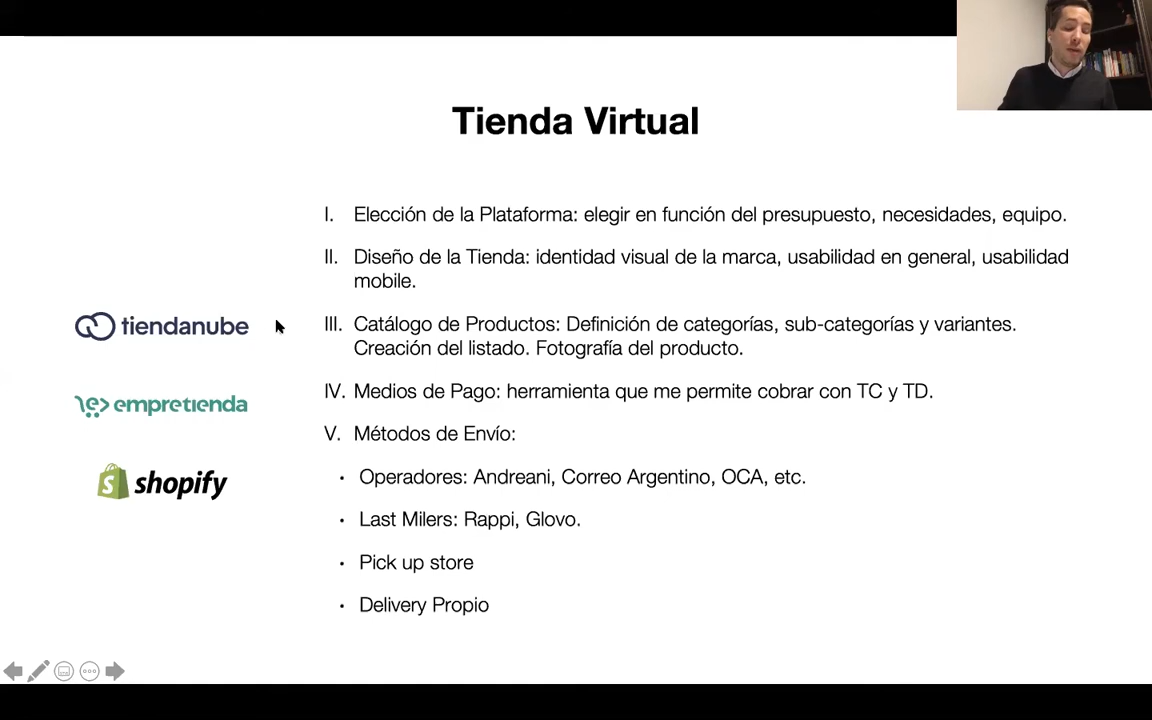 Tienda Virtual
I. Elección de la Plataforma: elegir en función del presupuesto, necesidades, equipo.
II. Diseño de la Tienda: identidad visual de la marca, usabilidad en general, usabilidad
mobile.
III. Catálogo de Productos: Definición de categorías, sub-categorías y variantes.
Creación del listado. Fotografía del producto.
IV. Medios de Pago: herramienta que me permite cobrar con TC y TD.
V. Métodos de Envío:
• Operadores: Andreani, Correo Argentino, OCA, etc.
• Last Milers: Rappi, Glovo.
• Pick up store
• Delivery Propio
tiendanube
empretienda
shopify